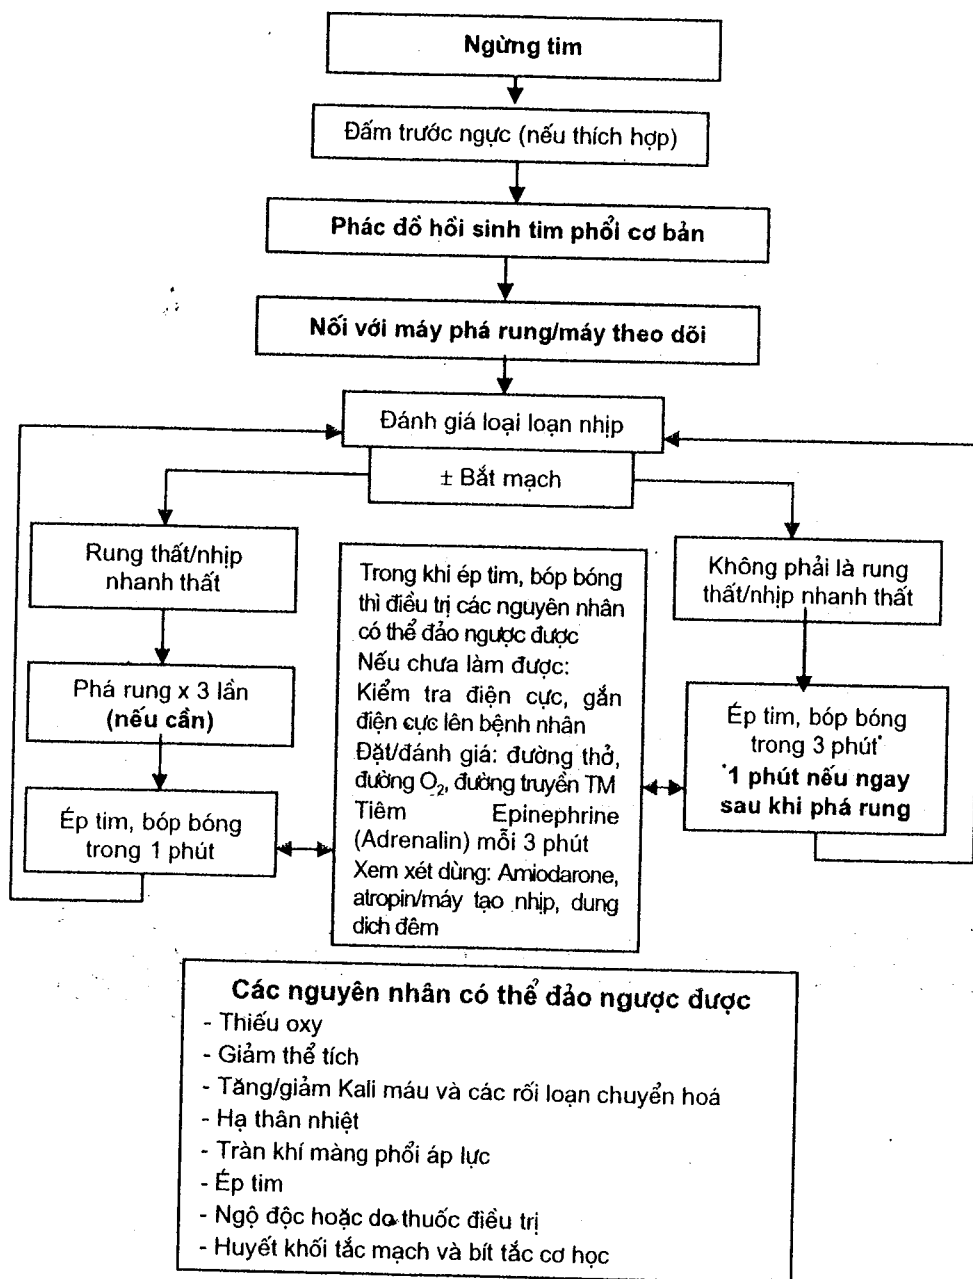 Ngừng tim
Đấm trước ngực (nếu thích hợp)
Phác đồ hồi sinh tim phổi cơ bản
Nối với máy phá rung/máy theo dõi
Đánh giá loại loạn nhịp
± Bắt mạch
Rung thất/nhịp
nhanh thất
Phá rung x 3 lần
(nếu cần)
Ép tim, bóp bóng
trong 1 phút
Trong khi ép tim, bóp bóng
thì điều trị các nguyên nhân
có thể đảo ngược được
Nếu chưa làm được:
Kiểm tra điện cực, gắn
điện cực lên bệnh nhân
Đặt/đánh giá: đường thở,
đường O₂, đường truyền TM
Tiêm Epinephrine
(Adrenalin) mỗi 3 phút
Xem xét dùng: Amiodarone,
atropin/máy tạo nhịp, dung
dich đêm
Không phải là rung
thất/nhịp nhanh thất
Ép tim, bóp bóng
trong 3 phút*
*1 phút nếu ngay
sau khi phá rung
Các nguyên nhân có thể đảo ngược được
- Thiếu oxy
- Giảm thể tích
- Tăng/giảm Kali máu và các rối loạn chuyển hoá
- Hạ thân nhiệt
- Tràn khí màng phổi áp lực
- Ép tim
- Ngộ độc hoặc do thuốc điều trị
- Huyết khối tắc mạch và bít tắc cơ học